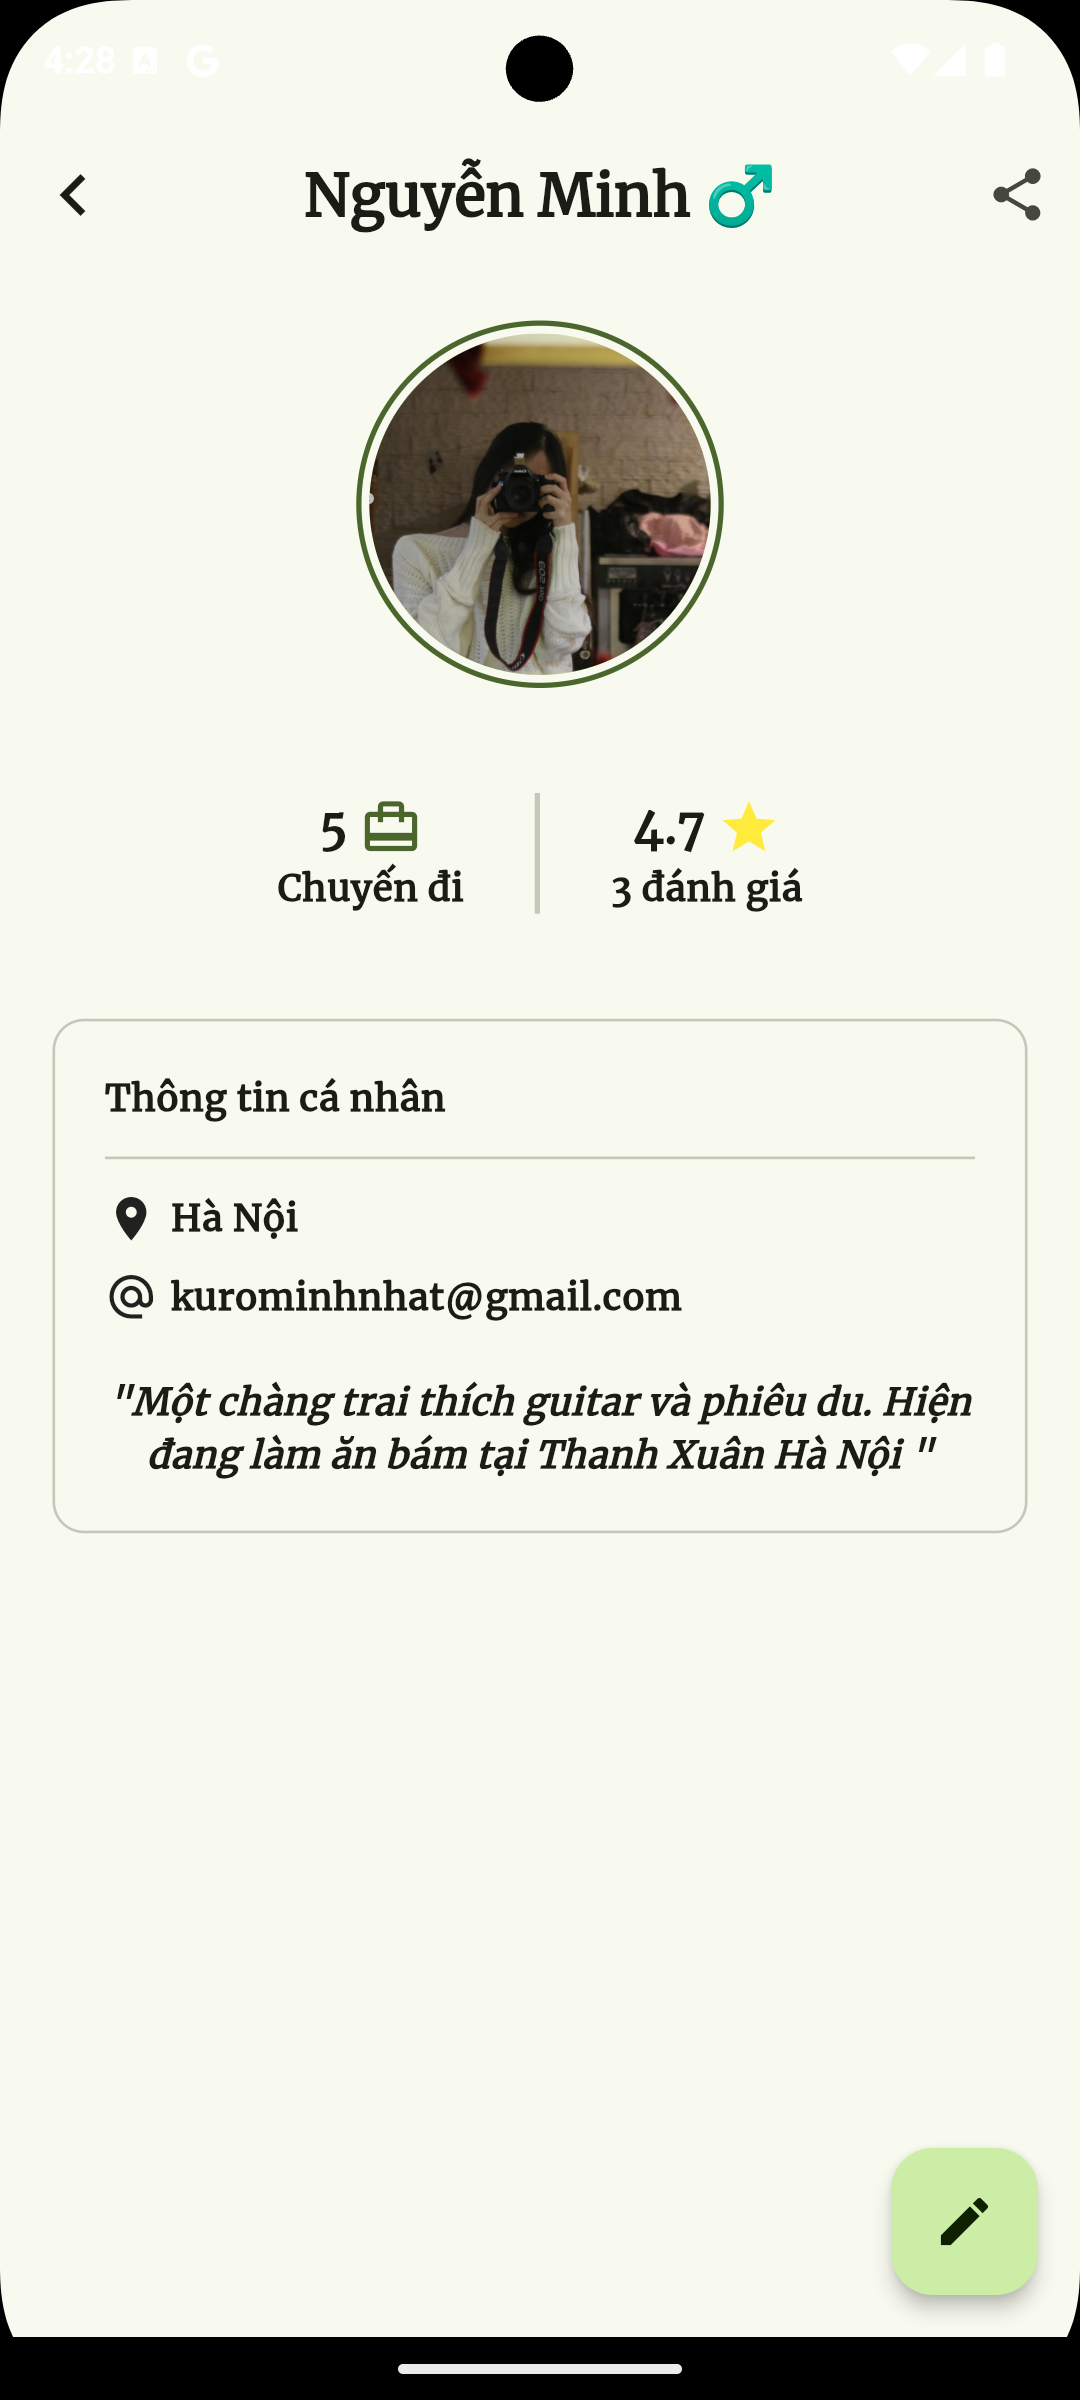 4:28
Nguyễn Minh ♂
5
Chuyến đi
4.7
3 đánh giá
Thông tin cá nhân
Hà Nội
kurominhnhat@gmail.com
"Một chàng trai thích guitar và phiêu du. Hiện
đang làm ăn bám tại Thanh Xuân Hà Nội "